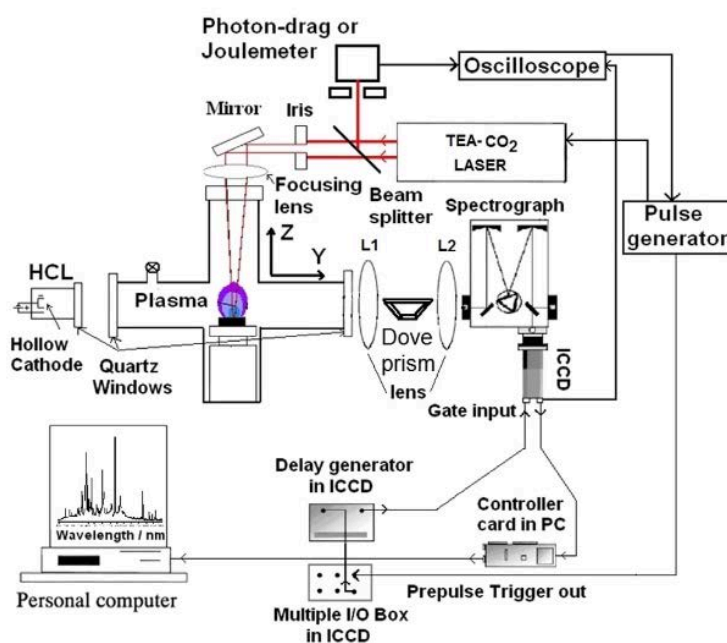 Photon-drag or
Joulemeter
Oscilloscope
Mirror
Iris
TEA-CO2
LASER
Focusing
lens
Beam
splitter
Spectrograph
Pulse
generator
Z
Y
L1
L2
HCL
Plasma
Hollow
Cathode
Quartz
Windows
Dove
prism
lens
ICCD
Gate input
Delay generator
in ICCD
Controller
card in PC
Wavelength / nm
Prepulse Trigger out
Personal computer
Multiple I/O Box
in ICCD